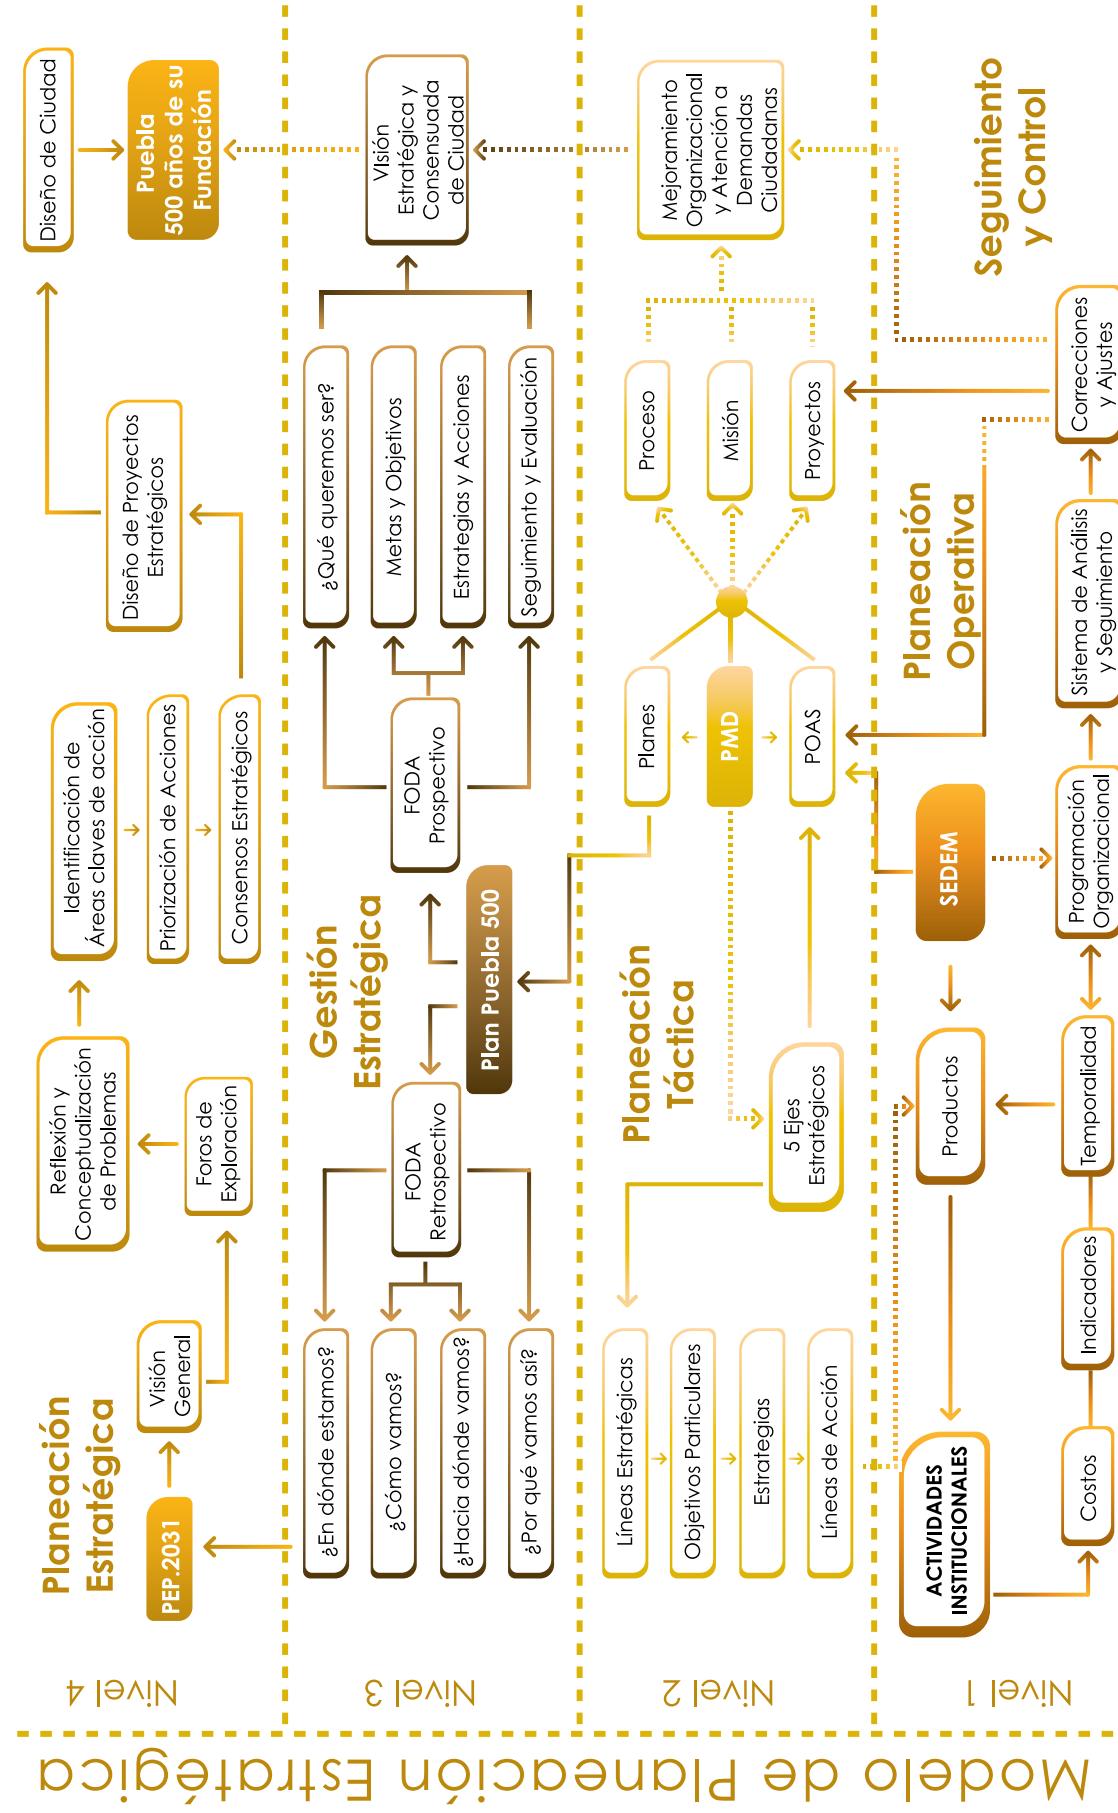 Modelo de Planeación Estratégica
Nivel 4
Planeación
Estratégica
PEP.2031
Visión
General
Foros de
Exploración
Reflexión y
Conceptualización
de Problemas
Identificación de
Áreas claves de acción
Priorización de Acciones
Consensos Estratégicos
Diseño de Proyectos
Estratégicos
Diseño de Ciudad
Puebla
500 años de su
Fundación
Nivel 3
Gestión
Estratégica
¿En dónde estamos?
¿Cómo vamos?
¿Hacia dónde vamos?
¿Por qué vamos así?
FODA
Retrospectivo
Plan Puebla 500
FODA
Prospectivo
¿Qué queremos ser?
Metas y Objetivos
Estrategias y Acciones
Seguimiento y Evaluación
VIsión
Estratégica y
Consensuada
de Ciudad
Nivel 2
Planeación
Táctica
Líneas Estratégicas
Objetivos Particulares
Estrategias
Líneas de Acción
5 Ejes
Estratégicos
Planes
PMD
POAS
Proceso
Misión
Proyectos
Mejoramiento
Organizacional
y Atención a
Demandas
Ciudadanas
Nivel 1
Planeación
Operativa
Seguimiento
y Control
ACTIVIDADES
INSTITUCIONALES
Productos
SEDEM
Costos
Indicadores
Temporalidad
Programación
Organizacional
Sistema de Análisis
y Seguimiento
Correcciones
y Ajustes